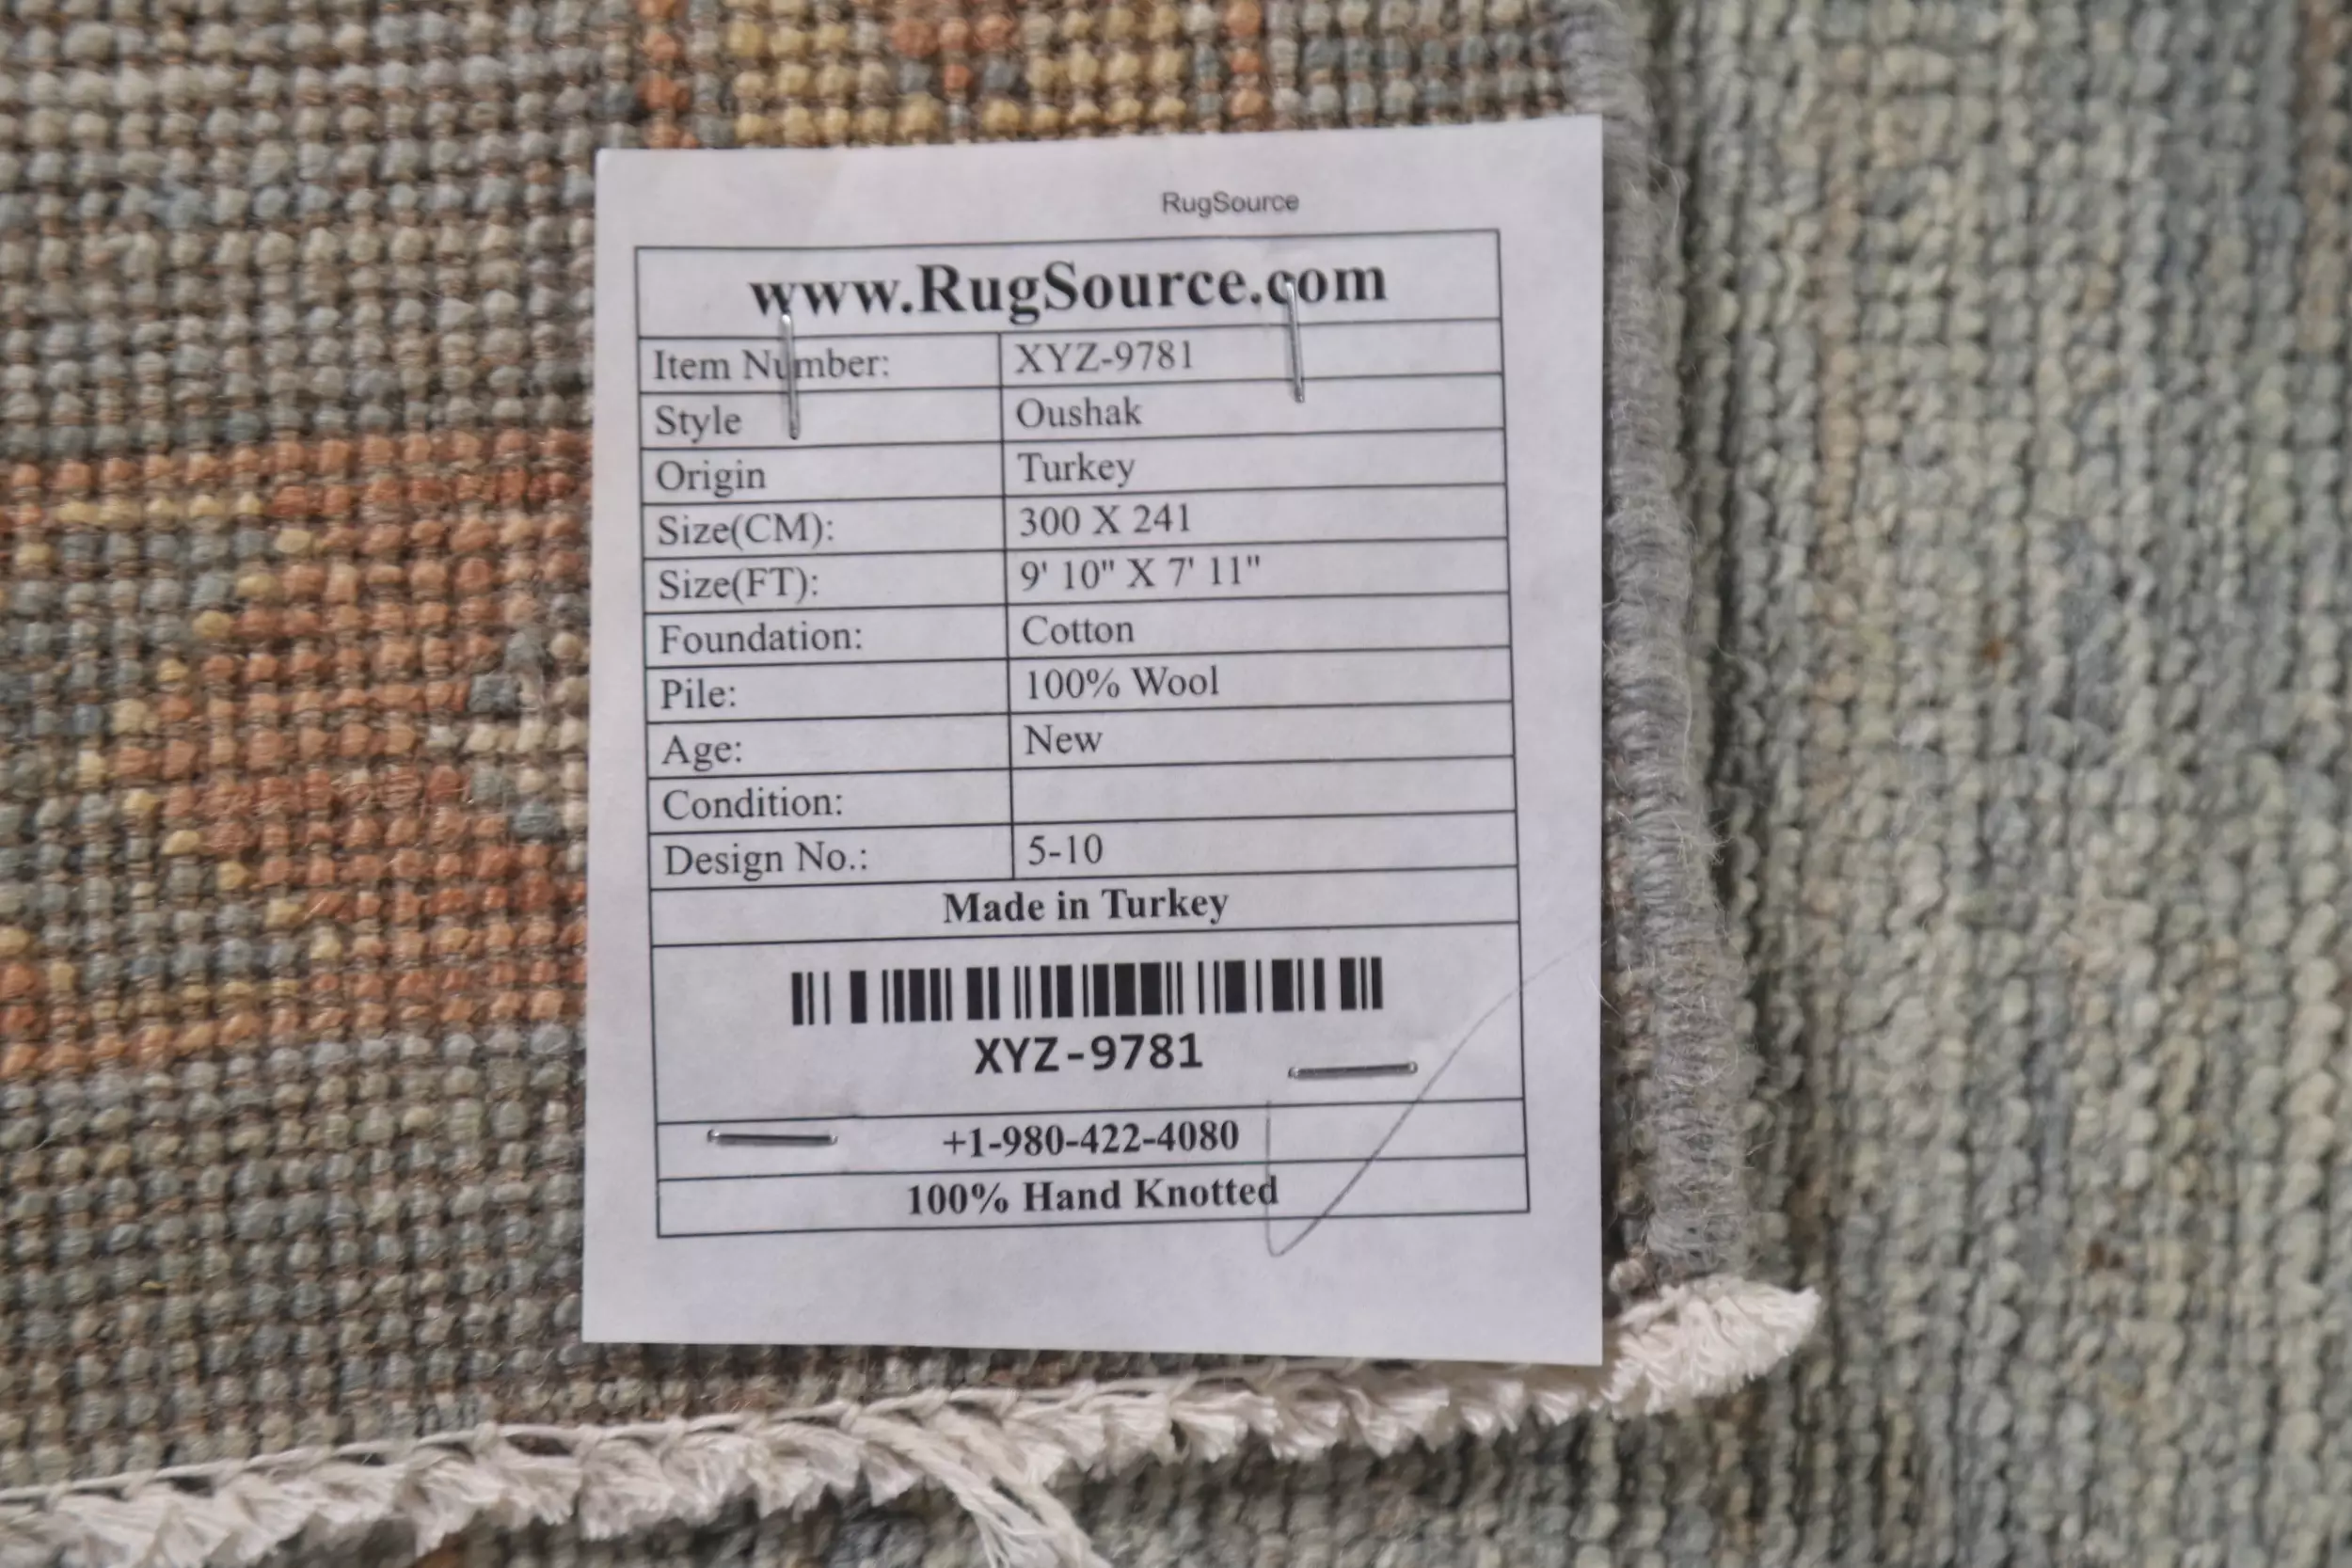 RugSource
www.RugSource.com
Item Number: XYZ-9781
Style Oushak
Origin Turkey
Size(CM): 300 X 241
Size(FT): 9' 10" X 7' 11"
Foundation: Cotton
Pile: 100% Wool
Age: New
Condition:
Design No.: 5-10
Made in Turkey
XYZ-9781
+1-980-422-4080
100% Hand Knotted